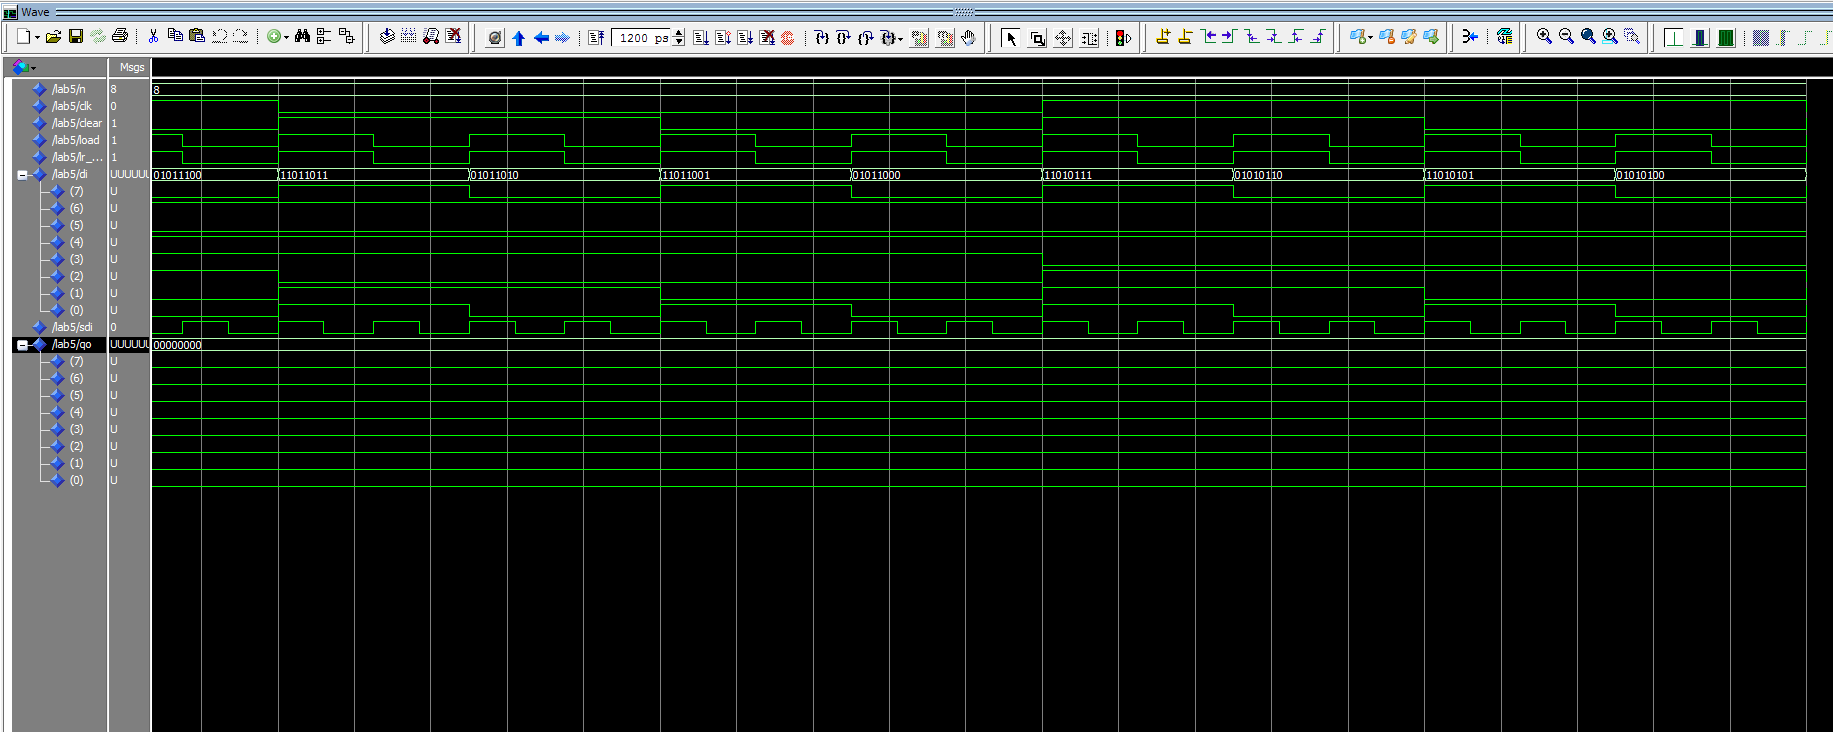 Wave
1200 ps
Msgs
/lab5/n 8 8
/lab5/clk 0
/lab5/clear 1
/lab5/load 1
/lab5/lr_... 1
/lab5/di UUUUUU 01011100 11011011 01011010 11011001 01011000 11010111 01010110 11010101 01010100
(7) U
(6) U
(5) U
(4) U
(3) U
(2) U
(1) U
(0) U
/lab5/sdi 0
/lab5/qo UUUUUU 00000000
(7) U
(6) U
(5) U
(4) U
(3) U
(2) U
(1) U
(0) U